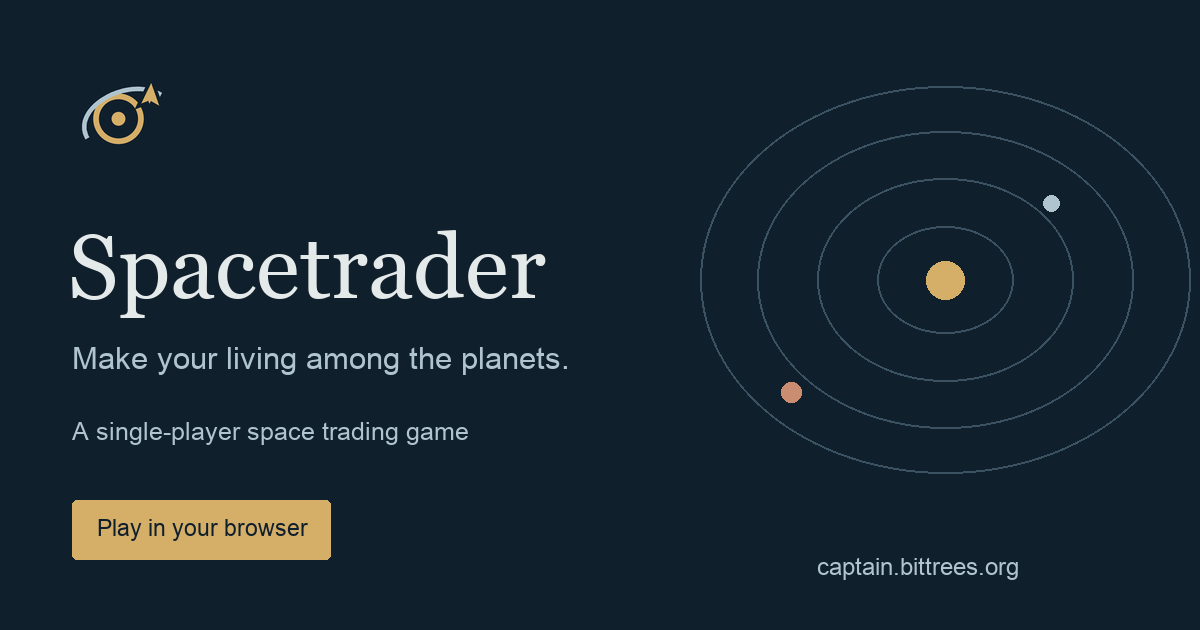 Spacetrader
Make your living among the planets.
A single-player space trading game
Play in your browser
captain.bittrees.org